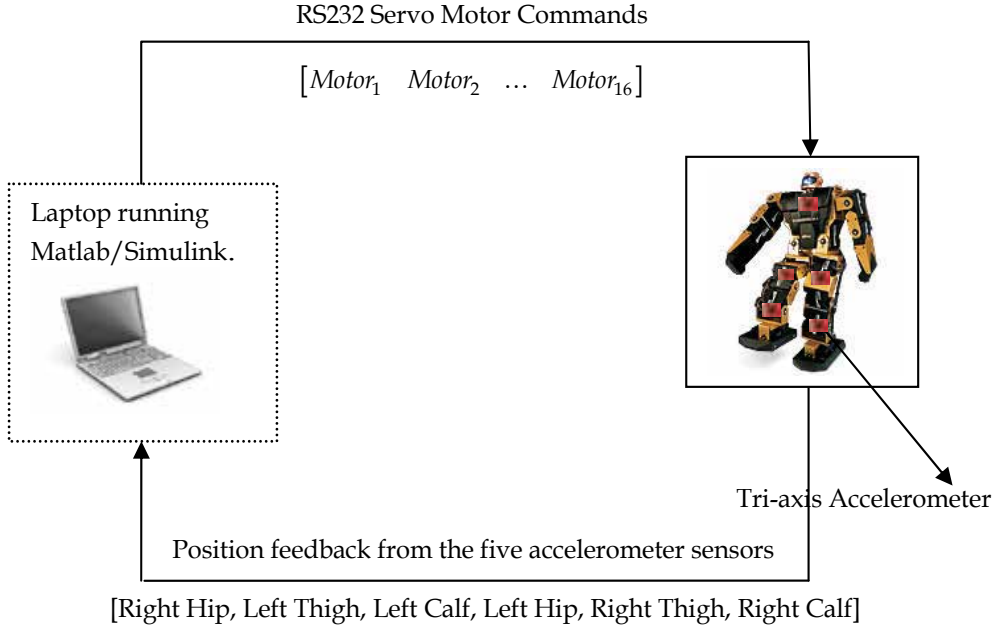 RS232 Servo Motor Commands
[Motor₁ Motor₂ … Motor₁₆]
Laptop running
Matlab/Simulink.
Tri-axis Accelerometer
Position feedback from the five accelerometer sensors
[Right Hip, Left Thigh, Left Calf, Left Hip, Right Thigh, Right Calf]